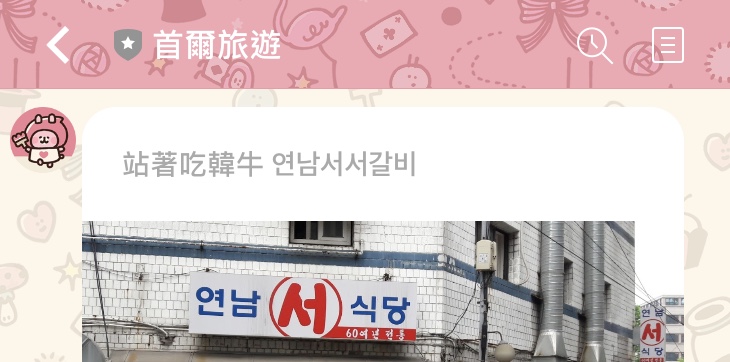 首爾旅遊
站著吃韓牛 연남서서갈비
연남 서 식당
60여년 전통
연남
서
식당